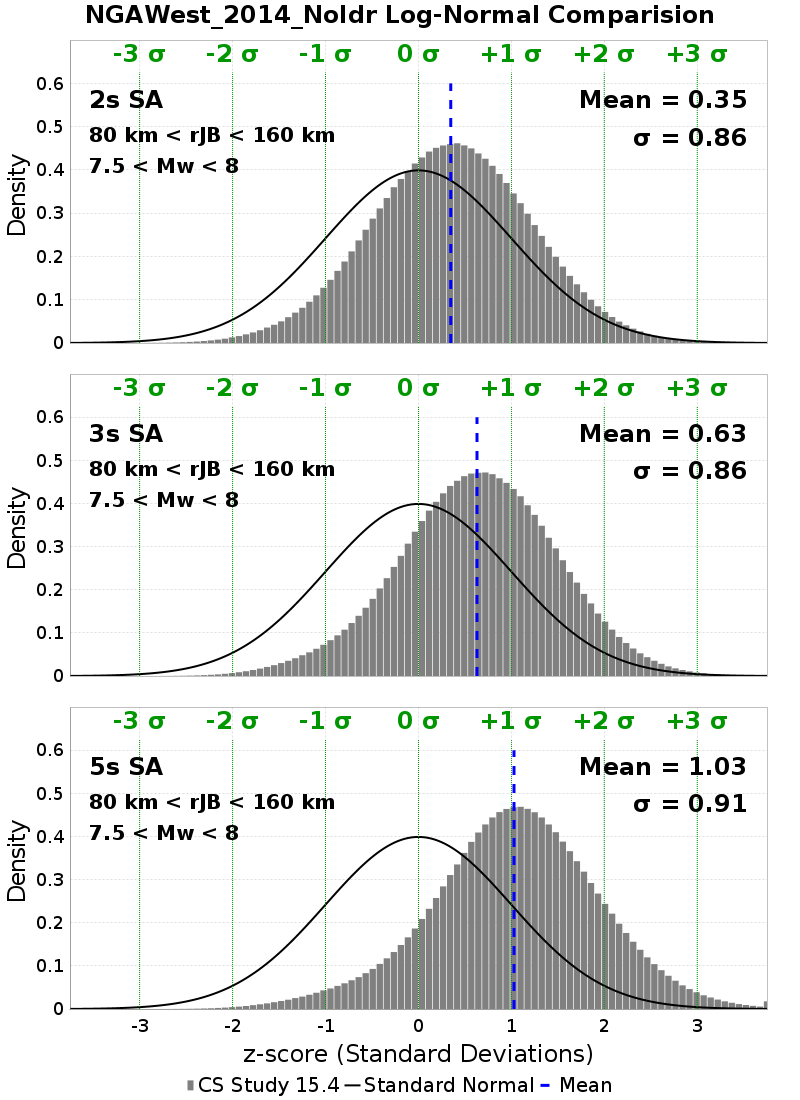 NGAWest_2014_NoIdr Log-Normal Comparision
-3 σ -2 σ -1 σ 0 σ +1 σ +2 σ +3 σ
2s SA
80 km < rJB < 160 km
7.5 < Mw < 8
Mean = 0.35
σ = 0.86
Density
0.6
0.5
0.4
0.3
0.2
0.1
0
-3 σ -2 σ -1 σ 0 σ +1 σ +2 σ +3 σ
3s SA
80 km < rJB < 160 km
7.5 < Mw < 8
Mean = 0.63
σ = 0.86
Density
0.6
0.5
0.4
0.3
0.2
0.1
0
-3 σ -2 σ -1 σ 0 σ +1 σ +2 σ +3 σ
5s SA
80 km < rJB < 160 km
7.5 < Mw < 8
Mean = 1.03
σ = 0.91
Density
0.6
0.5
0.4
0.3
0.2
0.1
0
-3 -2 -1 0 1 2 3
z-score (Standard Deviations)
CS Study 15.4 Standard Normal Mean